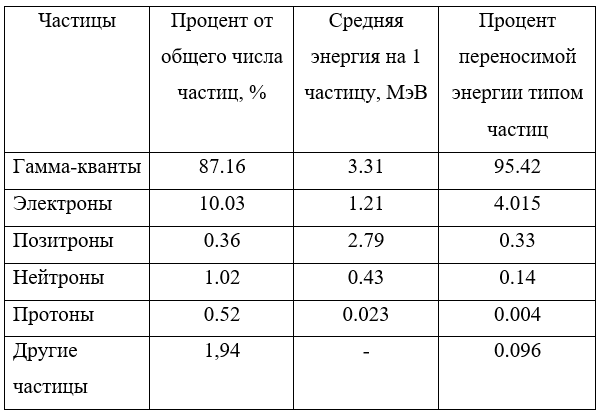 Частицы Процент от общего числа частиц, % Средняя энергия на 1 частицу, МэВ Процент переносимой энергии типом частиц
Гамма-кванты 87.16 3.31 95.42
Электроны 10.03 1.21 4.015
Позитроны 0.36 2.79 0.33
Нейтроны 1.02 0.43 0.14
Протоны 0.52 0.023 0.004
Другие частицы 1,94 - 0.096